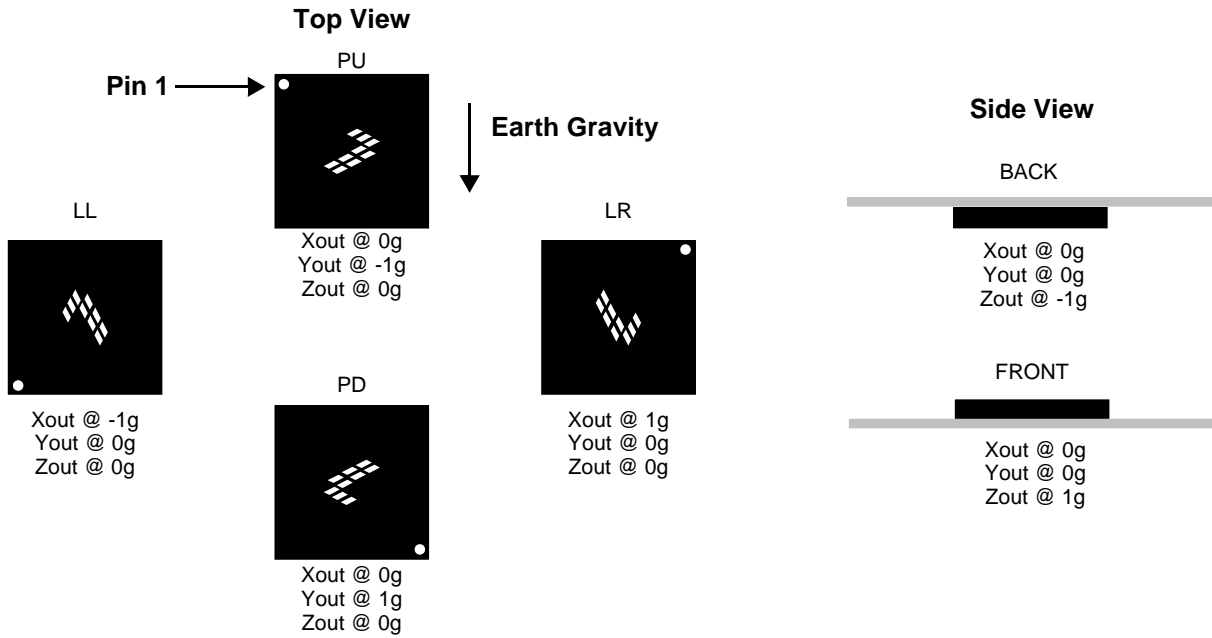 Top View
PU
Pin 1
Earth Gravity
Xout @ 0g
Yout @ -1g
Zout @ 0g
LL
Xout @ -1g
Yout @ 0g
Zout @ 0g
LR
Xout @ 1g
Yout @ 0g
Zout @ 0g
PD
Xout @ 0g
Yout @ 1g
Zout @ 0g
Side View
BACK
Xout @ 0g
Yout @ 0g
Zout @ -1g
FRONT
Xout @ 0g
Yout @ 0g
Zout @ 1g